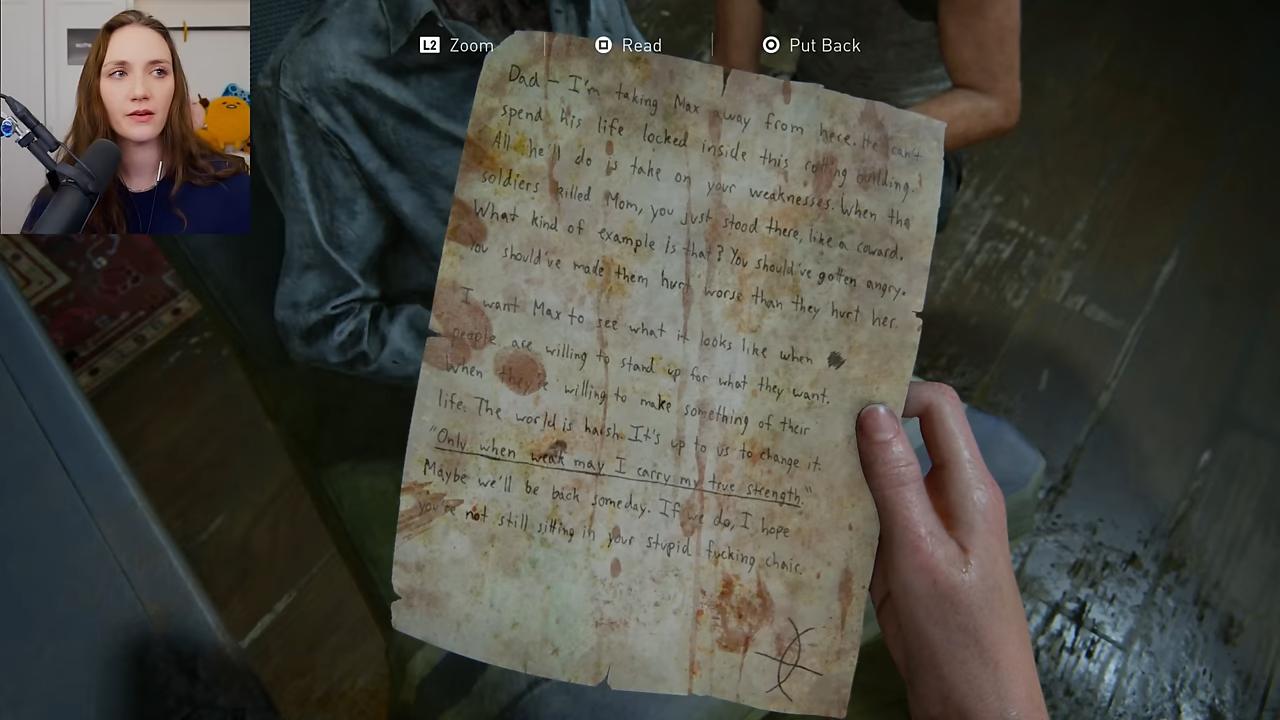 L2 Zoom
Read
Put Back
Dad – I'm taking Max away from here. He can't
spend his life locked inside this rotting building.
All he'll do is take on your weaknesses. When the
soldiers killed Mom, you just stood there, like a coward.
What kind of example is that? You should've gotten angry.
You should've made them hurt worse than they hurt her.
I want Max to see what it looks like when
people are willing to stand up for what they want.
When they're willing to make something of their
life. The world is harsh. It's up to us to change it.
"Only when weak may I carry my true strength."
Maybe we'll be back someday. If we do, I hope
you're not still sitting in your stupid fucking chair.